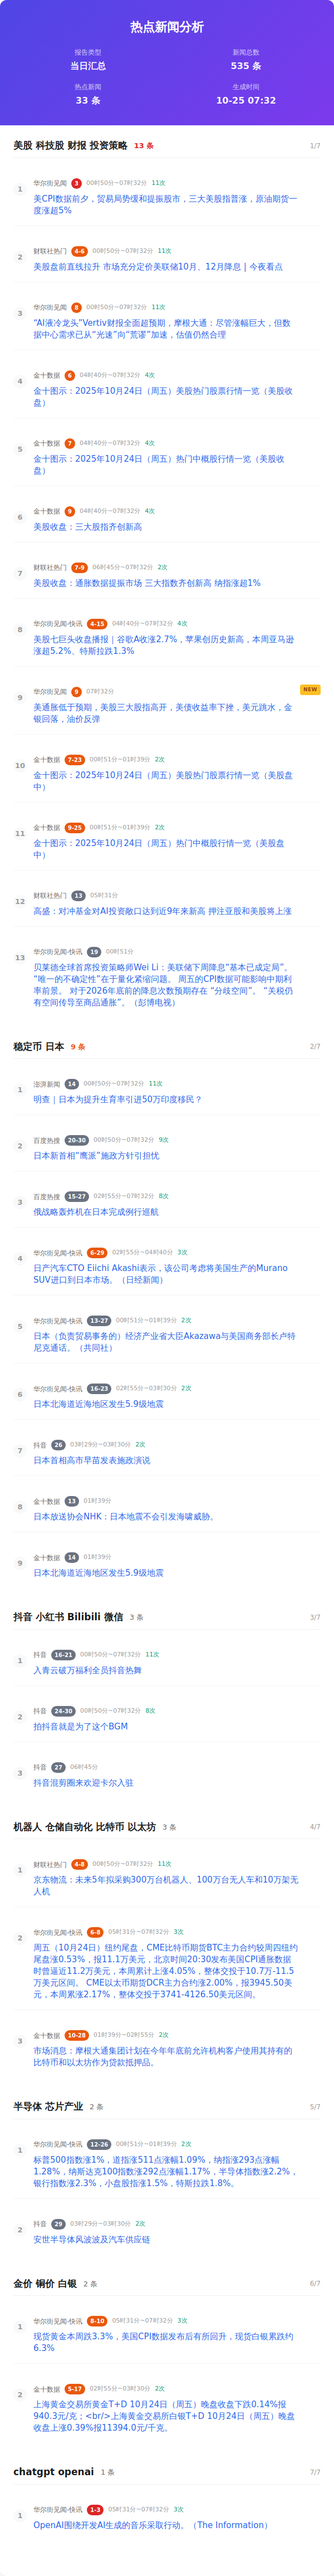 热点新闻分析
报告类型
当日汇总
新闻总数
535 条
热点新闻
33 条
生成时间
10-25 07:32
美股 科技股 财报 投资策略 13 条 1/7
1
华尔街见闻 3 00时50分~07时32分 11次
美CPI数据前夕，贸易局势缓和提振股市，三大美股指普涨，原油期货一
度涨超5%
2
财联社热门 4-6 00时50分~07时32分 11次
美股盘前直线拉升 市场充分定价美联储10月、12月降息 | 今夜看点
3
华尔街见闻 8 00时50分~07时32分 11次
“AI液冷龙头”Vertiv财报全面超预期，摩根大通：尽管涨幅巨大，但数
据中心需求已从“光速”向“荒谬”加速，估值仍然合理
4
金十数据 6 04时40分~07时32分 4次
金十图示：2025年10月24日（周五）美股热门股票行情一览（美股收
盘）
5
金十数据 7 04时40分~07时32分 4次
金十图示：2025年10月24日（周五）热门中概股行情一览（美股收
盘）
6
金十数据 9 04时40分~07时32分 4次
美股收盘：三大股指齐创新高
7
财联社热门 7-9 06时45分~07时32分 2次
美股收盘：通胀数据提振市场 三大指数齐创新高 纳指涨超1%
8
华尔街见闻-快讯 4-15 04时40分~07时32分 4次
美股七巨头收盘播报｜谷歌A收涨2.7%，苹果创历史新高，本周亚马逊
涨超5.2%、特斯拉跌1.3%
9
华尔街见闻 9 07时32分 NEW
美通胀低于预期，美股三大股指高开，美债收益率下挫，美元跳水，金
银回落，油价反弹
10
金十数据 7-23 00时51分~01时39分 2次
金十图示：2025年10月24日（周五）美股热门股票行情一览（美股盘
中）
11
金十数据 9-25 00时51分~01时39分 2次
金十图示：2025年10月24日（周五）热门中概股行情一览（美股盘
中）
12
财联社热门 13 05时31分
高盛：对冲基金对AI投资敞口达到近9年来新高 押注亚股和美股将上涨
13
华尔街见闻-快讯 19 00时51分
贝莱德全球首席投资策略师Wei Li：美联储下周降息“基本已成定局”。
“唯一的不确定性”在于量化紧缩问题。 周五的CPI数据可能影响中期利
率前景。 对于2026年底前的降息次数预期存在 “分歧空间”。 “关税仍
有空间传导至商品通胀”。（彭博电视）
稳定币 日本 9 条 2/7
1
澎湃新闻 14 00时50分~07时32分 11次
明查｜日本为提升生育率引进50万印度移民？
2
百度热搜 20-30 00时50分~07时32分 9次
日本新首相“鹰派”施政方针引担忧
3
百度热搜 15-27 02时55分~07时32分 8次
俄战略轰炸机在日本完成例行巡航
4
华尔街见闻-快讯 6-29 02时55分~04时40分 3次
日产汽车CTO Eiichi Akashi表示，该公司考虑将美国生产的Murano
SUV进口到日本市场。（日经新闻）
5
华尔街见闻-快讯 13-27 00时51分~01时39分 2次
日本（负责贸易事务的）经济产业省大臣Akazawa与美国商务部长卢特
尼克通话。（共同社）
6
华尔街见闻-快讯 16-23 02时55分~03时30分 2次
日本北海道近海地区发生5.9级地震
7
抖音 26 03时29分~03时30分 2次
日本首相高市早苗发表施政演说
8
金十数据 13 01时39分
日本放送协会NHK：日本地震不会引发海啸威胁。
9
金十数据 14 01时39分
日本北海道近海地区发生5.9级地震
抖音 小红书 Bilibili 微信 3 条 3/7
1
抖音 16-21 00时50分~07时32分 11次
入青云破万福利全员抖音热舞
2
抖音 24-30 00时50分~07时32分 8次
拍抖音就是为了这个BGM
3
抖音 27 06时45分
抖音混剪圈来欢迎卡尔入驻
机器人 仓储自动化 比特币 以太坊 3 条 4/7
1
财联社热门 4-8 00时50分~07时32分 11次
京东物流：未来5年拟采购300万台机器人、100万台无人车和10万架无
人机
2
华尔街见闻-快讯 6-8 05时31分~07时32分 3次
周五（10月24日）纽约尾盘，CME比特币期货BTC主力合约较周四纽约
尾盘涨0.53%，报11.1万美元，北京时间20:30发布美国CPI通胀数据
时曾逼近11.2万美元，本周累计上涨4.05%，整体交投于10.7万-11.5
万美元区间。 CME以太币期货DCR主力合约涨2.00%，报3945.50美
元，本周累涨2.17%，整体交投于3741-4126.50美元区间。
3
金十数据 10-28 01时39分~02时55分 2次
市场消息：摩根大通集团计划在今年年底前允许机构客户使用其持有的
比特币和以太坊作为贷款抵押品。
半导体 芯片产业 2 条 5/7
1
华尔街见闻-快讯 12-26 00时51分~01时39分 2次
标普500指数涨1%，道指涨511点涨幅1.09%，纳指涨293点涨幅
1.28%，纳斯达克100指数涨292点涨幅1.17%，半导体指数涨2.2%，
银行指数涨2.3%，小盘股指涨1.5%，特斯拉跌1.8%。
2
抖音 29 03时29分~03时30分 2次
安世半导体风波波及汽车供应链
金价 铜价 白银 2 条 6/7
1
华尔街见闻-快讯 8-10 05时31分~07时32分 3次
现货黄金本周跌3.3%，美国CPI数据发布后有所回升，现货白银累跌约
6.3%
2
金十数据 5-17 02时55分~03时30分 2次
上海黄金交易所黄金T+D 10月24日（周五）晚盘收盘下跌0.14%报
940.3元/克；<br/>上海黄金交易所白银T+D 10月24日（周五）晚盘
收盘上涨0.39%报11394.0元/千克。
chatgpt openai 1 条 7/7
1
华尔街见闻-快讯 1-3 05时31分~07时32分 3次
OpenAI围绕开发AI生成的音乐采取行动。（The Information）